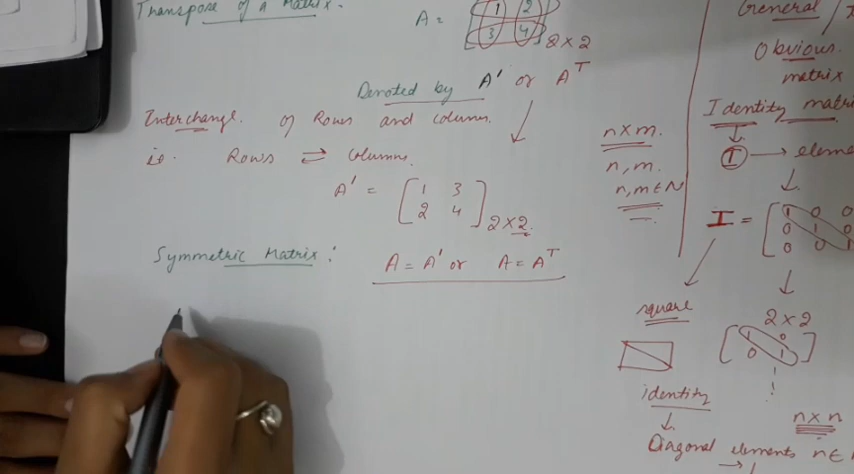 Transpose of a Matrix.
A = [1 2
3 4] 2×2
Denoted by A' or A^T
Interchange. of Rows and columns.
i.e. Rows ⇌ Columns.
A' = [1 3
2 4] 2×2.
Symmetric Matrix :
A = A' or A = A^T
n×m.
n, m.
n, m ∈ N
General /
Obvious.
matrix
Identity matri
I → eleme
I = [1 0 0
0 1 0
0 0 1
square
2×2
[1 0
0 1]
identity
n×n
Diagonal elements n ∈